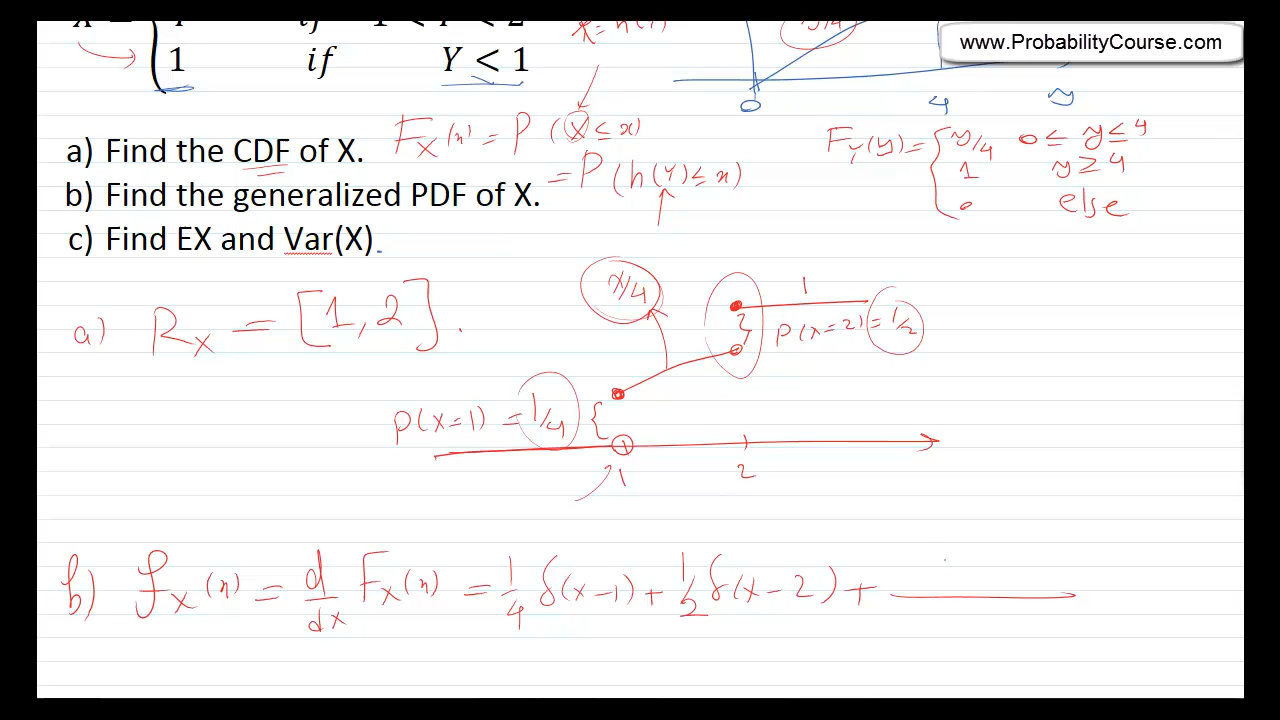 1 if Y < 1
www.ProbabilityCourse.com
0 4 y
a) Find the CDF of X.
F_X(x) = P(X ≤ x)
F_Y(y) = { y/4 0 ≤ y ≤ 4
= P(h(Y) ≤ x)
1 y ≥ 4
b) Find the generalized PDF of X.
0 else
c) Find EX and Var(X).
a) R_X = [1, 2].
x/4
1
P(X=2) = 1/2
P(X=1) = 1/4
1 2
b) f_X(x) = d/dx F_X(x) = 1/4 δ(x-1) + 1/2 δ(x-2) +